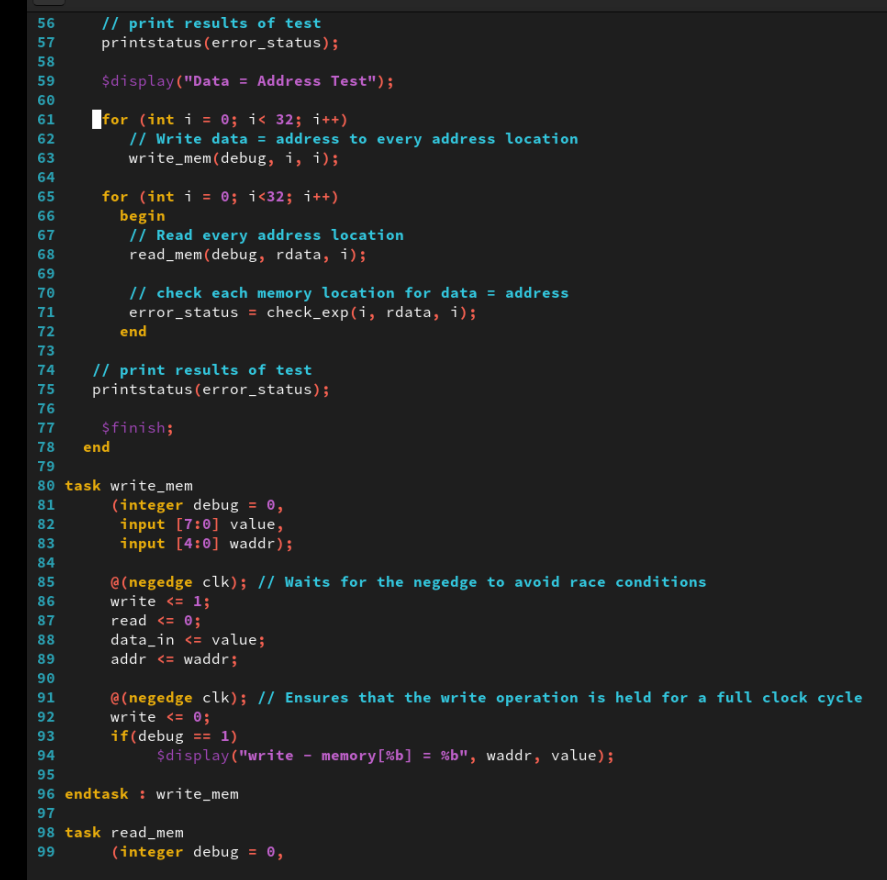 56 // print results of test
57 printstatus(error_status);
58
59 $display("Data = Address Test");
60
61 for (int i = 0; i< 32; i++)
62 // Write data = address to every address location
63 write_mem(debug, i, i);
64
65 for (int i = 0; i<32; i++)
66 begin
67 // Read every address location
68 read_mem(debug, rdata, i);
69
70 // check each memory location for data = address
71 error_status = check_exp(i, rdata, i);
72 end
73
74 // print results of test
75 printstatus(error_status);
76
77 $finish;
78 end
79
80 task write_mem
81 (integer debug = 0,
82 input [7:0] value,
83 input [4:0] waddr);
84
85 @(negedge clk); // Waits for the negedge to avoid race conditions
86 write <= 1;
87 read <= 0;
88 data_in <= value;
89 addr <= waddr;
90
91 @(negedge clk); // Ensures that the write operation is held for a full clock cycle
92 write <= 0;
93 if(debug == 1)
94 $display("write - memory[%b] = %b", waddr, value);
95
96 endtask : write_mem
97
98 task read_mem
99 (integer debug = 0,